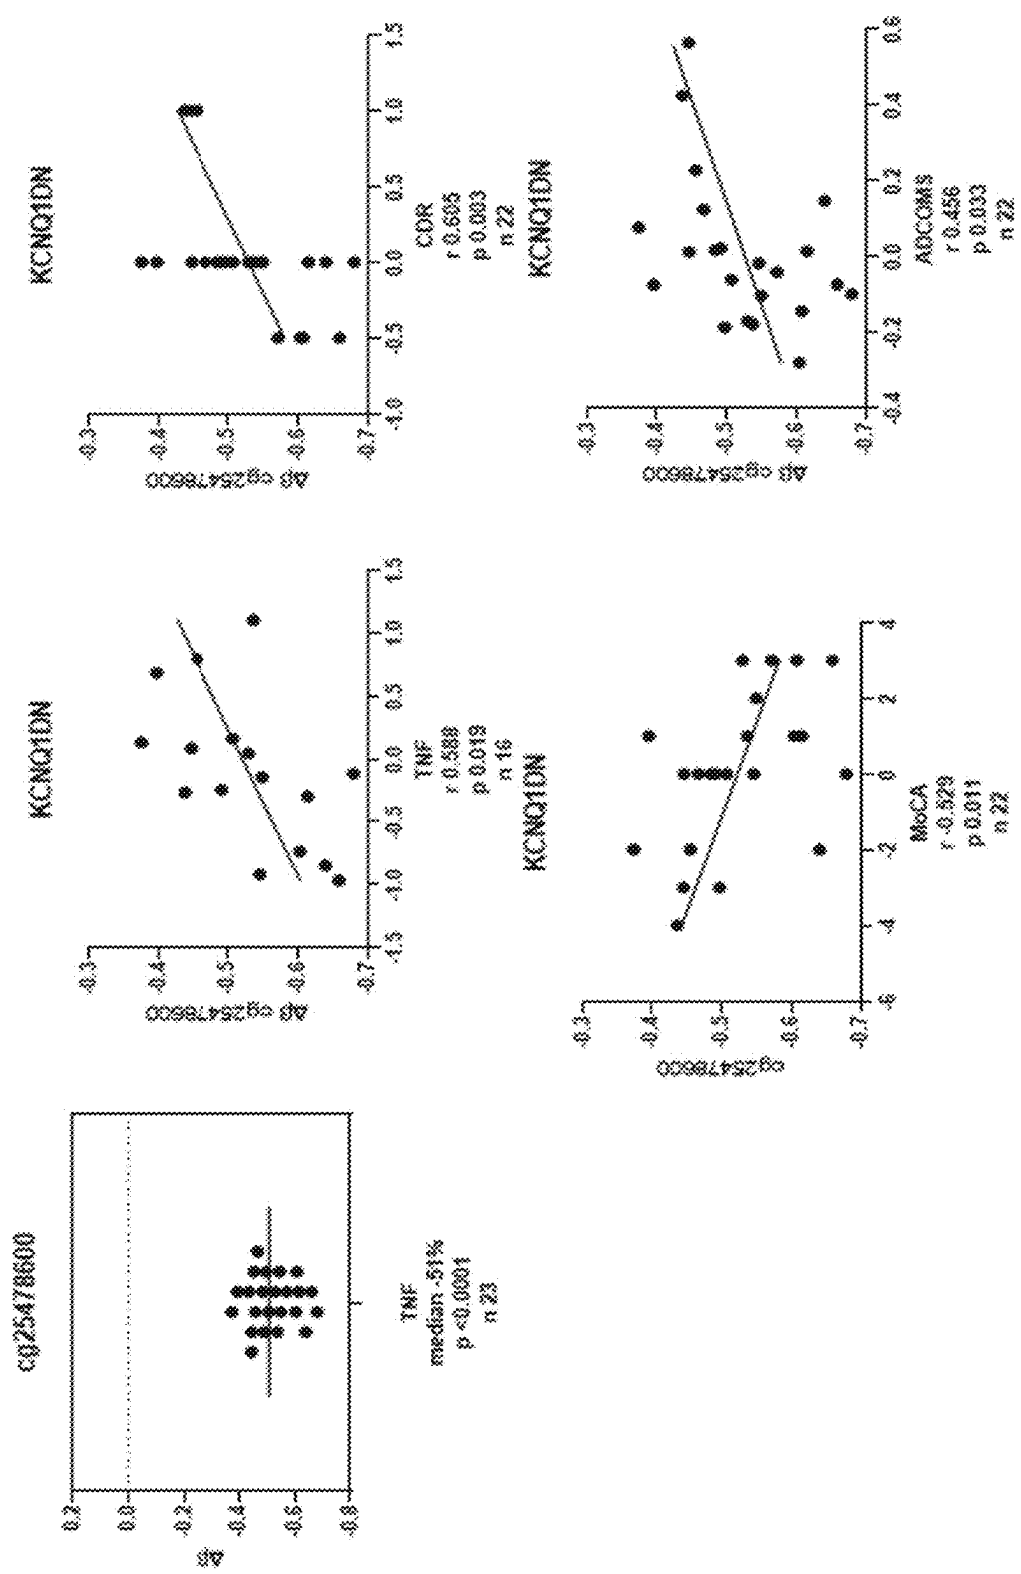 cg25478600
0.2
0.0
-0.2
-0.4
-0.6
-0.8
Δβ
TNF
median -51%
p <0.0001
n 23
KCNQ1DN
-0.3
-0.4
-0.5
-0.6
-0.7
Δβ cg25478600
-1.5
-1.0
-0.5
0.0
0.5
1.0
1.5
TNF
r 0.588
p 0.019
n 16
KCNQ1DN
-0.3
-0.4
-0.5
-0.6
-0.7
Δβ cg25478600
-1.0
-0.5
0.0
0.5
1.0
1.5
CDR
r 0.605
p 0.003
n 22
KCNQ1DN
-0.3
-0.4
-0.5
-0.6
-0.7
cg25478600
-6
-4
-2
0
2
4
MoCA
r -0.529
p 0.011
n 22
KCNQ1DN
-0.3
-0.4
-0.5
-0.6
-0.7
Δβ cg25478600
-0.4
-0.2
0.0
0.2
0.4
0.6
ADCOMS
r 0.456
p 0.033
n 22